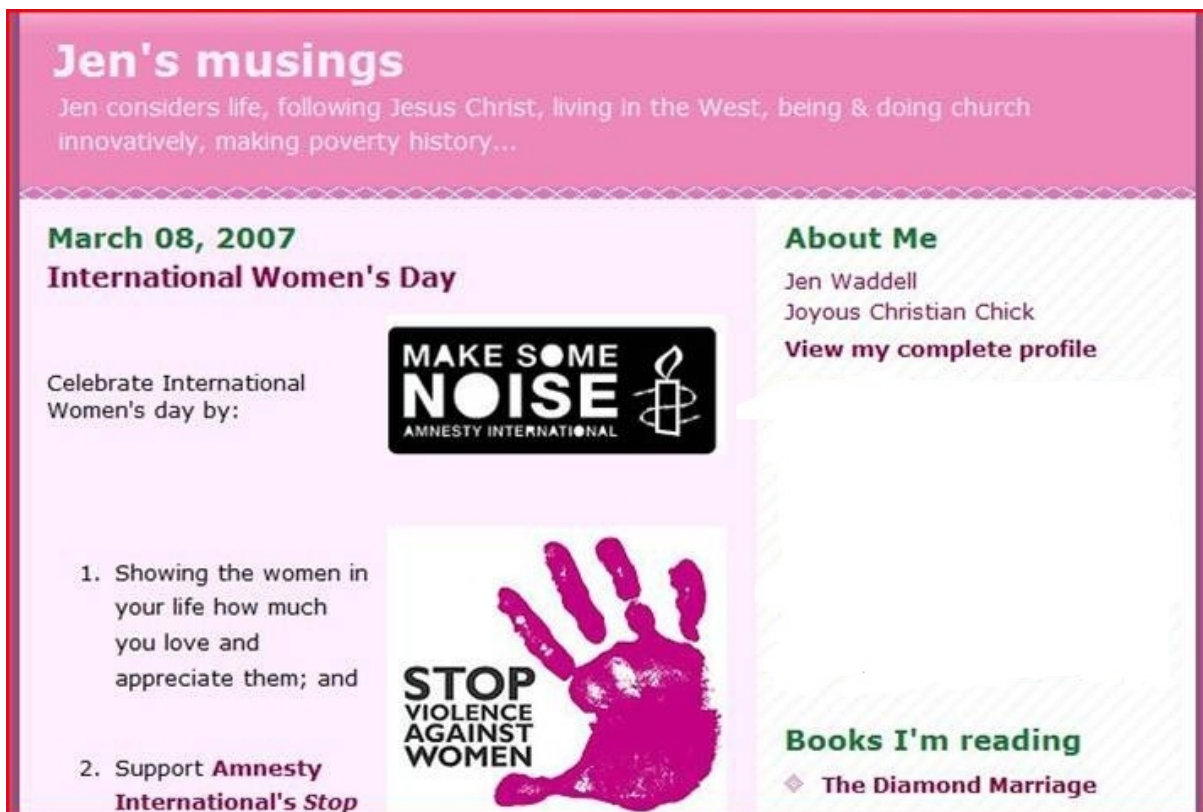 Jen's musings
Jen considers life, following Jesus Christ, living in the West, being & doing church
innovatively, making poverty history...
March 08, 2007
International Women's Day
Celebrate International
Women's day by:
MAKE SOME
NOISE
AMNESTY INTERNATIONAL
1. Showing the women in
your life how much
you love and
appreciate them; and
STOP
VIOLENCE
AGAINST
WOMEN
2. Support Amnesty
International's Stop
About Me
Jen Waddell
Joyous Christian Chick
View my complete profile
Books I'm reading
The Diamond Marriage